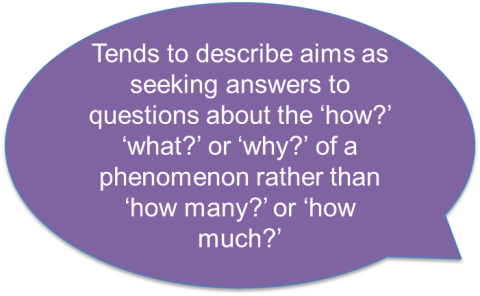 Tends to describe aims as
seeking answers to
questions about the ‘how?’
‘what?’ or ‘why?’ of a
phenomenon rather than
‘how many?’ or ‘how
much?’